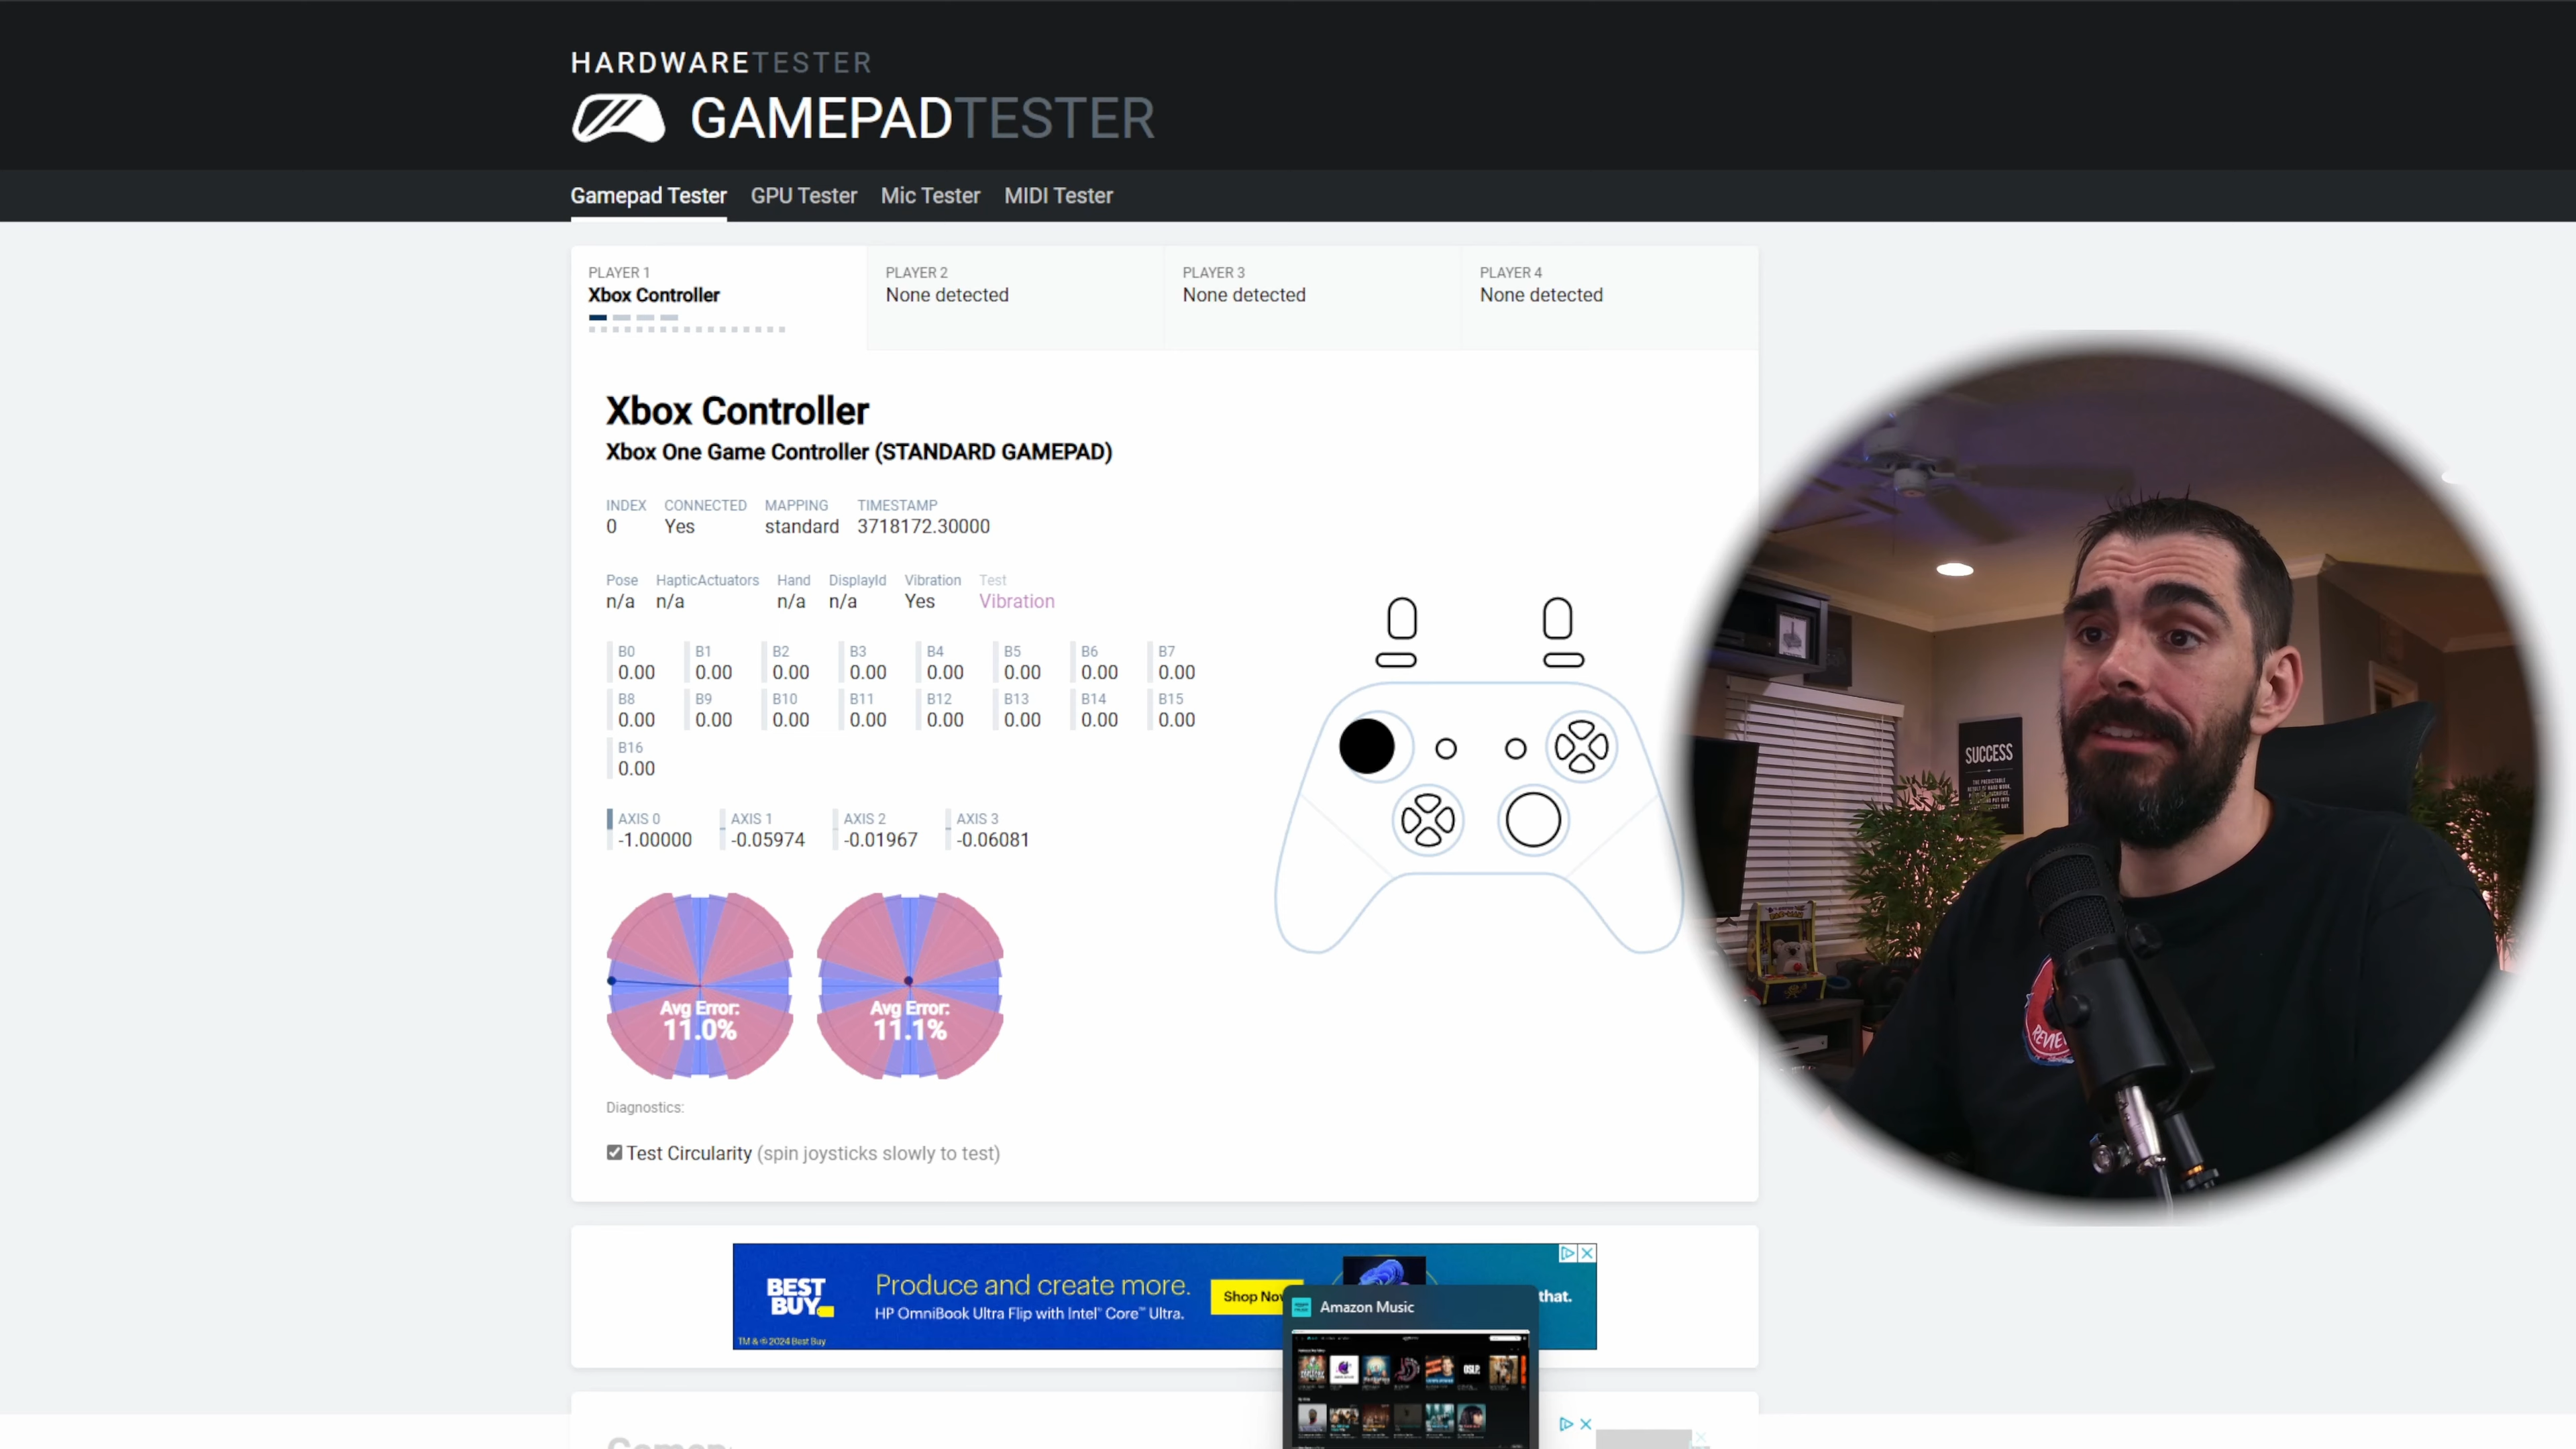 HARDWARETESTER
GAMEPADTESTER
Gamepad Tester GPU Tester Mic Tester MIDI Tester
PLAYER 1 PLAYER 2 PLAYER 3 PLAYER 4
Xbox Controller None detected None detected None detected
Xbox Controller
Xbox One Game Controller (STANDARD GAMEPAD)
INDEX CONNECTED MAPPING TIMESTAMP
0 Yes standard 3718172.30000
Pose HapticActuators Hand DisplayId Vibration Test
n/a n/a n/a n/a Yes Vibration
B0 B1 B2 B3 B4 B5 B6 B7
0.00 0.00 0.00 0.00 0.00 0.00 0.00 0.00
B8 B9 B10 B11 B12 B13 B14 B15
0.00 0.00 0.00 0.00 0.00 0.00 0.00 0.00
B16
0.00
AXIS 0 AXIS 1 AXIS 2 AXIS 3
-1.00000 -0.05974 -0.01967 -0.06081
Avg Error: Avg Error:
11.0% 11.1%
Diagnostics:
Test Circularity (spin joysticks slowly to test)
SUCCESS
REVIE
BEST
BUY
Produce and create more.
HP OmniBook Ultra Flip with Intel® Core™ Ultra.
Shop Now
that.
TM & © 2024 Best Buy
Amazon Music